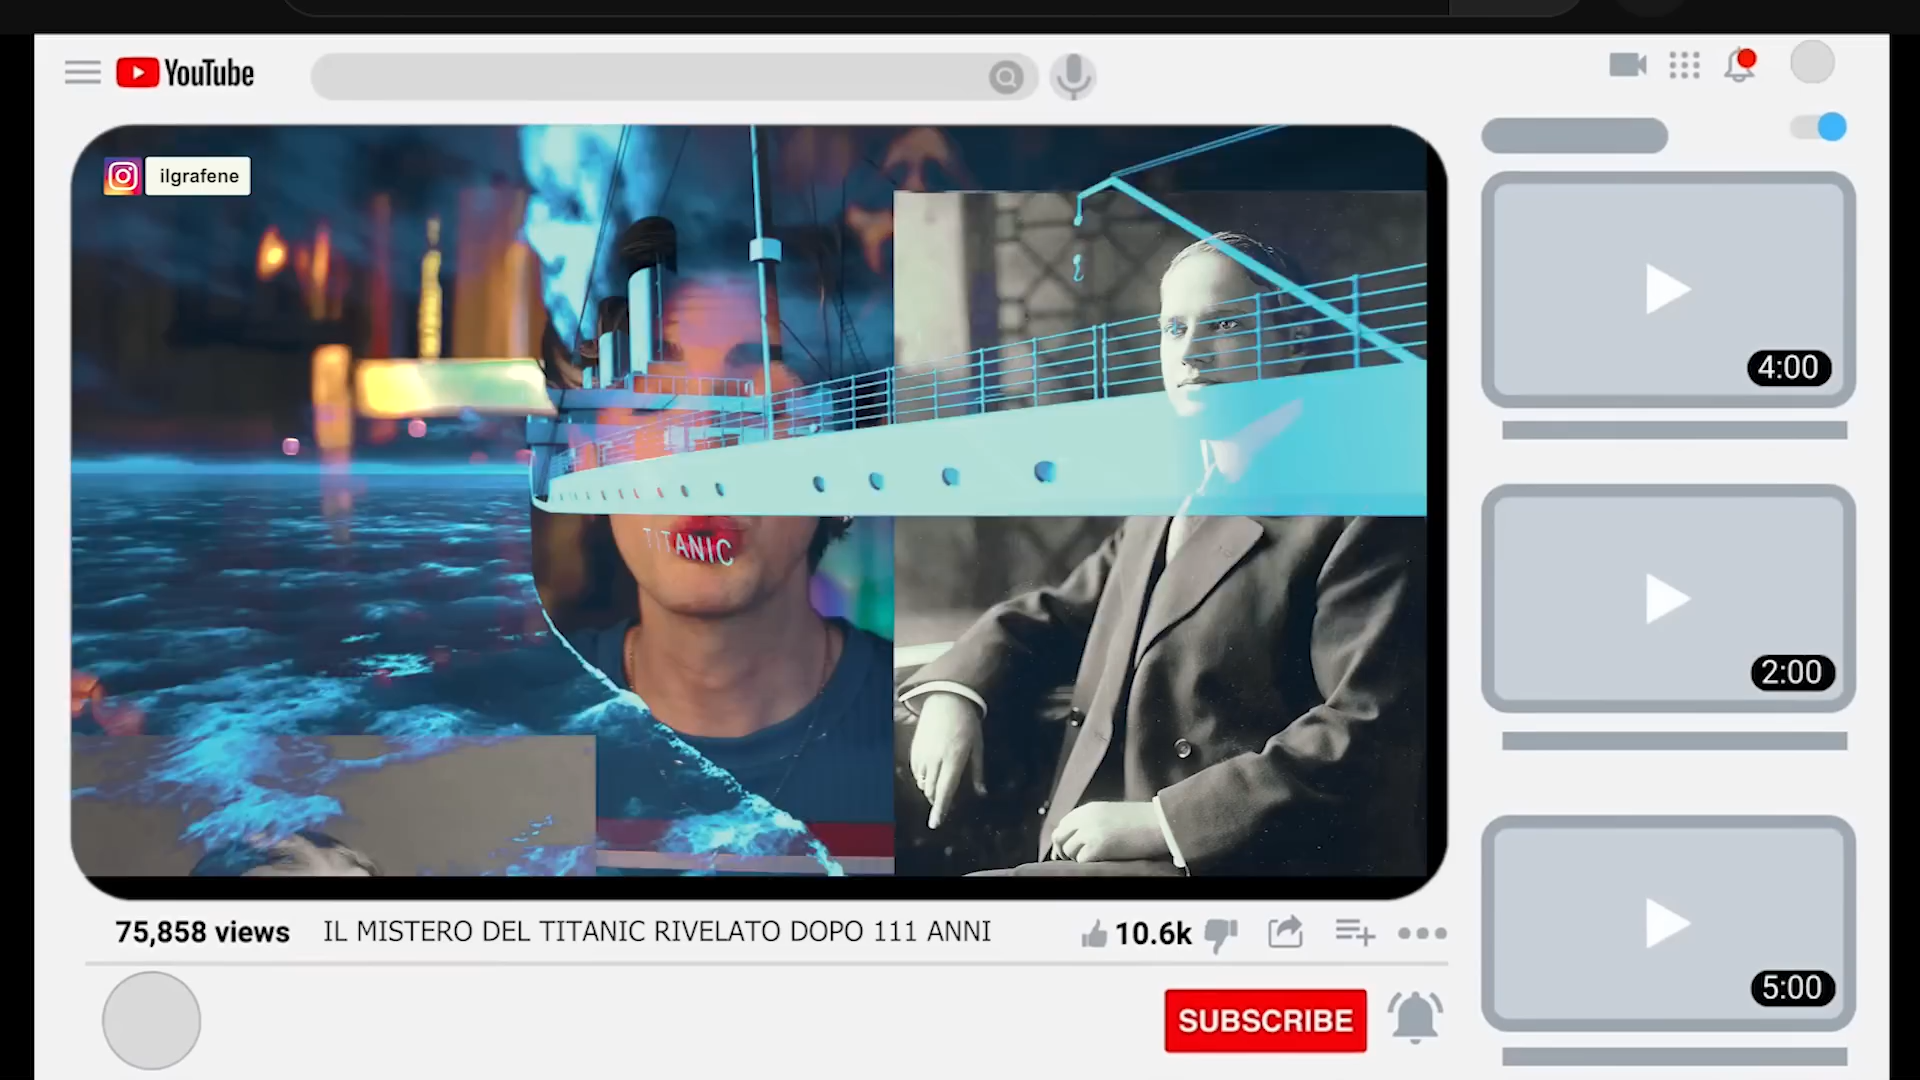 YouTube
ilgrafene
TITANIC
4:00
2:00
75,858 views
IL MISTERO DEL TITANIC RIVELATO DOPO 111 ANNI
10.6k
SUBSCRIBE
5:00